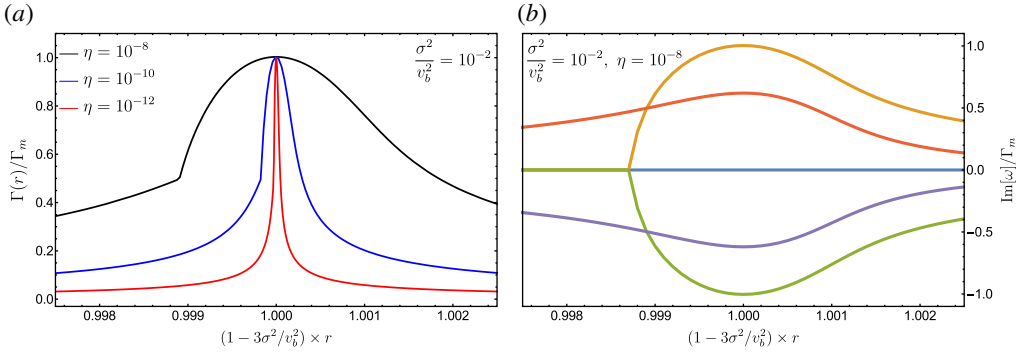 (a)
η = 10⁻⁸
η = 10⁻¹⁰
η = 10⁻¹²
σ²/v_b² = 10⁻²
Γ(r)/Γ_m
1.0
0.8
0.6
0.4
0.2
0.0
0.998 0.999 1.000 1.001 1.002
(1 − 3σ²/v_b²) × r
(b)
σ²/v_b² = 10⁻², η = 10⁻⁸
1.0
0.5
0.0
−0.5
−1.0
Im[ω]/Γ_m
0.998 0.999 1.000 1.001 1.002
(1 − 3σ²/v_b²) × r